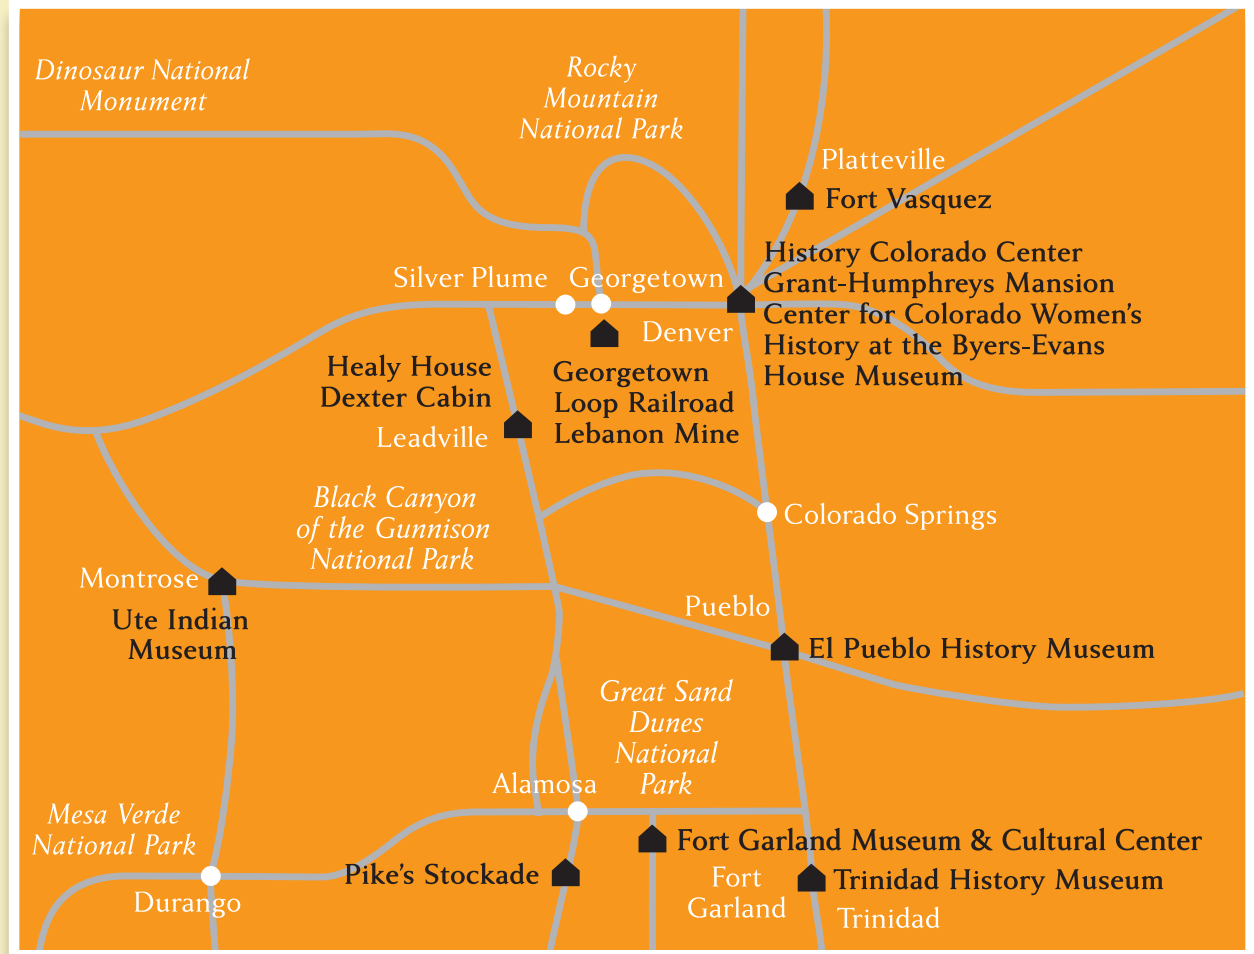 Dinosaur National
Monument
Rocky
Mountain
National Park
Platteville
Fort Vasquez
History Colorado Center
Grant-Humphreys Mansion
Center for Colorado Women's
History at the Byers-Evans
House Museum
Silver Plume
Georgetown
Denver
Georgetown
Loop Railroad
Lebanon Mine
Healy House
Dexter Cabin
Leadville
Black Canyon
of the Gunnison
National Park
Colorado Springs
Montrose
Ute Indian
Museum
Pueblo
El Pueblo History Museum
Great Sand
Dunes
National
Park
Alamosa
Mesa Verde
National Park
Fort Garland Museum & Cultural Center
Pike's Stockade
Fort
Garland
Trinidad History Museum
Trinidad
Durango